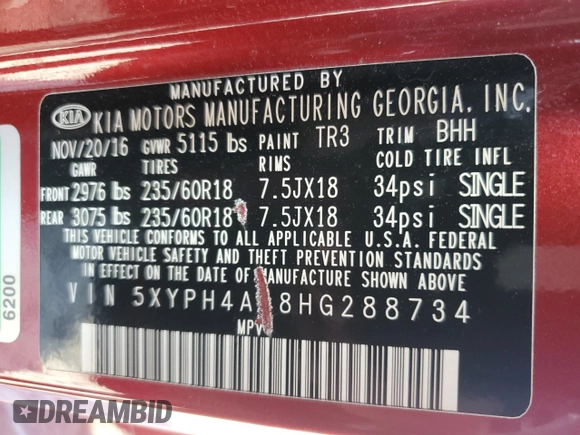 MANUFACTURED BY
KIA KIA MOTORS MANUFACTURING GEORGIA, INC.
NOV/20/16 GVWR 5115 lbs PAINT TR3 TRIM BHH
GAWR TIRES RIMS COLD TIRE INFL
FRONT 2976 lbs 235/60R18 7.5JX18 34psi SINGLE
REAR 3075 lbs 235/60R18 7.5JX18 34psi SINGLE
THIS VEHICLE CONFORMS TO ALL APPLICABLE U.S.A. FEDERAL
MOTOR VEHICLE SAFETY AND THEFT PREVENTION STANDARDS
IN EFFECT ON THE DATE OF MANUFACTURE SHOWN ABOVE
VIN 5XYPH4A 8HG288734
MPV
6200
DREAMBID